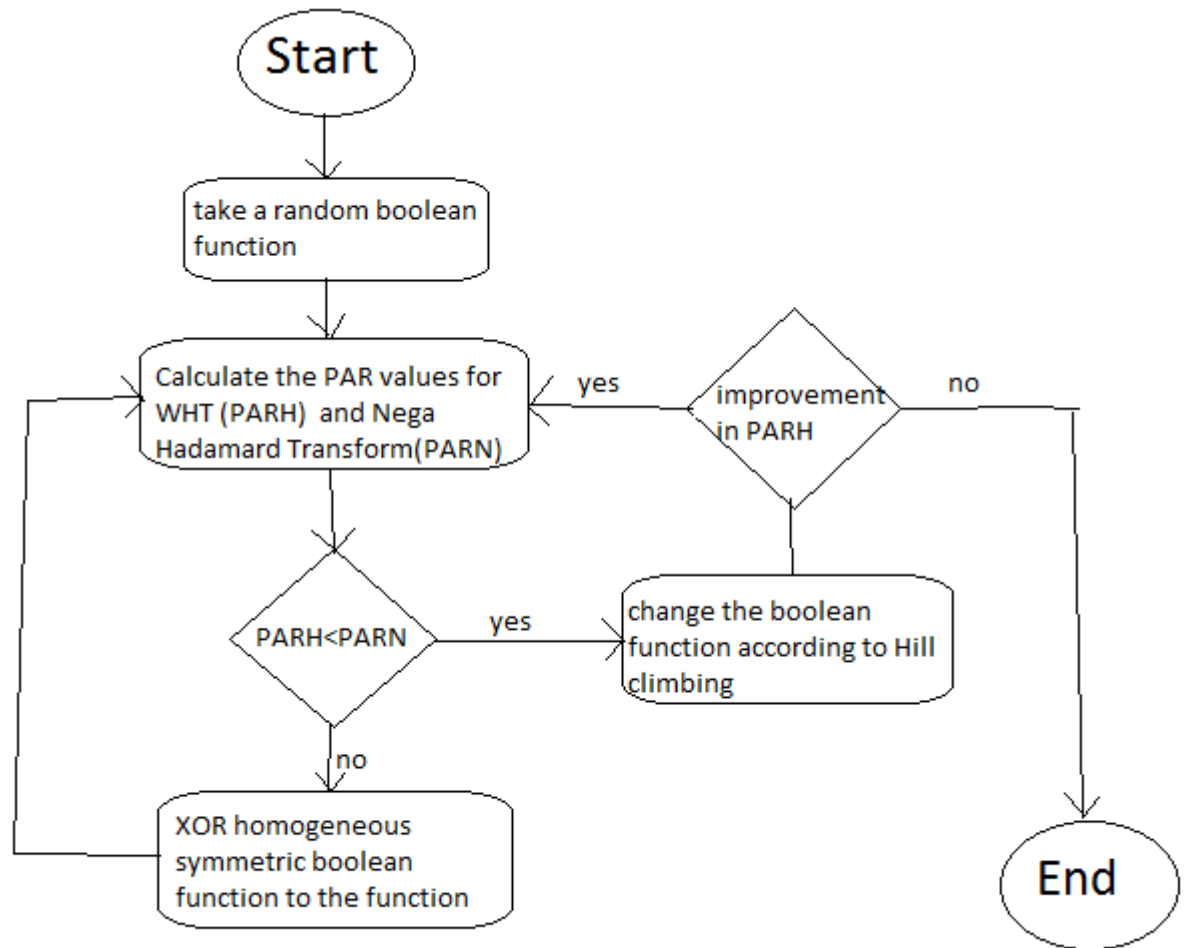 Start
take a random boolean
function
Calculate the PAR values for
WHT (PARH)  and Nega
Hadamard Transform(PARN)
yes
improvement
in PARH
no
PARH<PARN
yes
change the boolean
function according to Hill
climbing
no
XOR homogeneous
symmetric boolean
function to the function
End